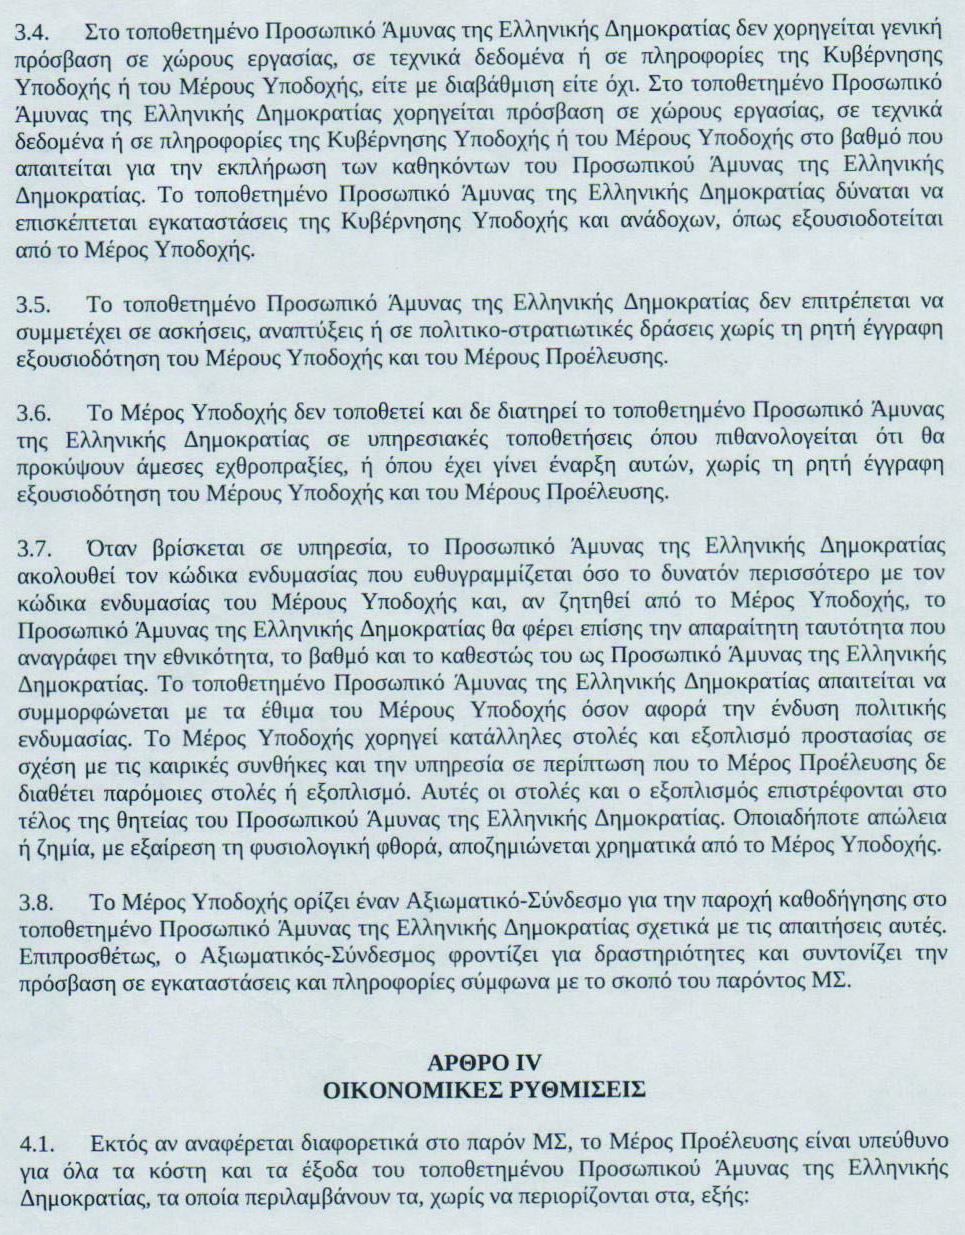 3.4. Στο τοποθετημένο Προσωπικό Άμυνας της Ελληνικής Δημοκρατίας δεν χορηγείται γενική
πρόσβαση σε χώρους εργασίας, σε τεχνικά δεδομένα ή σε πληροφορίες της Κυβέρνησης
Υποδοχή ή του Μέρους Υποδοχής, είτε με διαβάθμιση είτε όχι. Στο τοποθετημένο Προσωπικό
Άμυνας της Ελληνικής Δημοκρατίας χορηγείται πρόσβαση σε χώρους εργασίας, σε τεχνικά
δεδομένα ή σε πληροφορίες της Κυβέρνησης Υποδοχή ή του Μέρους Υποδοχής στο βαθμό που
απαιτείται για την εκπλήρωση των καθηκόντων του Προσωπικού Άμυνας της Ελληνικής
Δημοκρατίας. Το τοποθετημένο Προσωπικό Άμυνας της Ελληνικής Δημοκρατίας δύναται να
επισκέπτεται εγκαταστάσεις της Κυβέρνησης Υποδοχής και ανάδοχων, όπως εξουσιοδοτείται
από το Μέρος Υποδοχής.
3.5. Το τοποθετημένο Προσωπικό Άμυνας της Ελληνικής Δημοκρατίας δεν επιτρέπεται να
συμμετέχει σε ασκήσεις, αναπτύξεις ή σε πολιτικο-στρατιωτικές δράσεις χωρίς τη ρητή έγγραφη
εξουσιοδότηση του Μέρους Υποδοχής και του Μέρους Προέλευσης.
3.6. Το Μέρος Υποδοχής δεν τοποθετεί και δε διατηρεί το τοποθετημένο Προσωπικό Άμυνας
της Ελληνικής Δημοκρατίας σε υπηρεσιακές τοποθετήσεις όπου πιθανολογείται ότι θα
προκύψουν άμεσες εχθροπραξίες, ή όπου έχει γίνει έναρξη αυτών, χωρίς τη ρητή έγγραφη
εξουσιοδότηση του Μέρους Υποδοχής και του Μέρους Προέλευσης.
3.7. Όταν βρίσκεται σε υπηρεσία, το Προσωπικό Άμυνας της Ελληνικής Δημοκρατίας
ακολουθεί τον κώδικα ενδυμασίας που ευθυγραμμίζεται όσο το δυνατόν περισσότερο με τον
κώδικα ενδυμασίας του Μέρους Υποδοχής και, αν ζητηθεί από το Μέρος Υποδοχής, το
Προσωπικό Άμυνας της Ελληνικής Δημοκρατίας θα φέρει επίσης την απαραίτητη ταυτότητα που
αναγράφει την εθνικότητα, το βαθμό και το καθεστώς του ως Προσωπικό Άμυνας της Ελληνικής
Δημοκρατίας. Το τοποθετημένο Προσωπικό Άμυνας της Ελληνικής Δημοκρατίας απαιτείται να
συμμορφώνεται με τα έθιμα του Μέρους Υποδοχής όσον αφορά την ένδυση πολιτικής
ενδυμασίας. Το Μέρος Υποδοχής χορηγεί κατάλληλες στολές και εξοπλισμό προστασίας σε
σχέση με τις καιρικές συνθήκες και την υπηρεσία σε περίπτωση που το Μέρος Προέλευσης δε
διαθέτει παρόμοιες στολές ή εξοπλισμό. Αυτές οι στολές και ο εξοπλισμός επιστρέφονται στο
τέλος της θητείας του Προσωπικού Άμυνας της Ελληνικής Δημοκρατίας. Οποιαδήποτε απώλεια
ή ζημία, με εξαίρεση τη φυσιολογική φθορά, αποζημιώνεται χρηματικά από το Μέρος Υποδοχής.
3.8. Το Μέρος Υποδοχής ορίζει έναν Αξιωματικό-Σύνδεσμο για την παροχή καθοδήγησης στο
τοποθετημένο Προσωπικό Άμυνας της Ελληνικής Δημοκρατίας σχετικά με τις απαιτήσεις αυτές.
Επιπροσθέτως, ο Αξιωματικός-Σύνδεσμος φροντίζει για δραστηριότητες και συντονίζει την
πρόσβαση σε εγκαταστάσεις και πληροφορίες σύμφωνα με το σκοπό του παρόντος ΜΣ.
ΑΡΘΡΟ IV
ΟΙΚΟΝΟΜΙΚΕΣ ΡΥΘΜΙΣΕΙΣ
4.1. Εκτός αν αναφέρεται διαφορετικά στο παρόν ΜΣ, το Μέρος Προέλευσης είναι υπεύθυνο
για όλα τα κόστη και τα έξοδα του τοποθετημένου Προσωπικού Άμυνας της Ελληνικής
Δημοκρατίας, τα οποία περιλαμβάνουν τα, χωρίς να περιορίζονται στα, εξής: